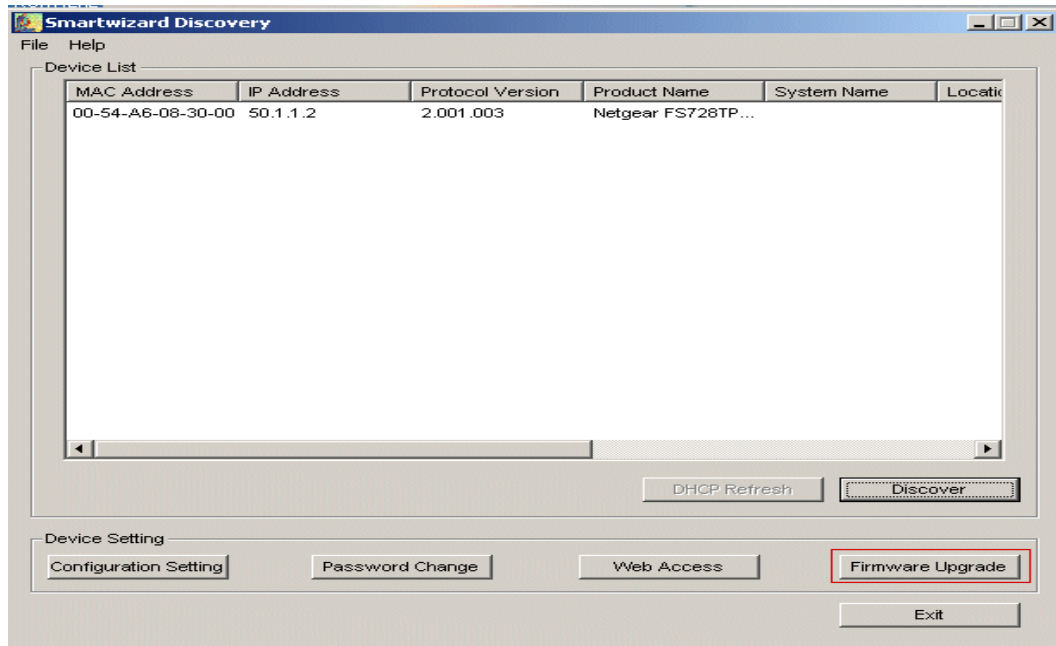 Smartwizard Discovery
File Help
Device List
MAC Address IP Address Protocol Version Product Name System Name Locatic
00-54-A6-08-30-00 50.1.1.2 2.001.003 Netgear FS728TP...
DHCP Refresh Discover
Device Setting
Configuration Setting Password Change Web Access Firmware Upgrade
Exit